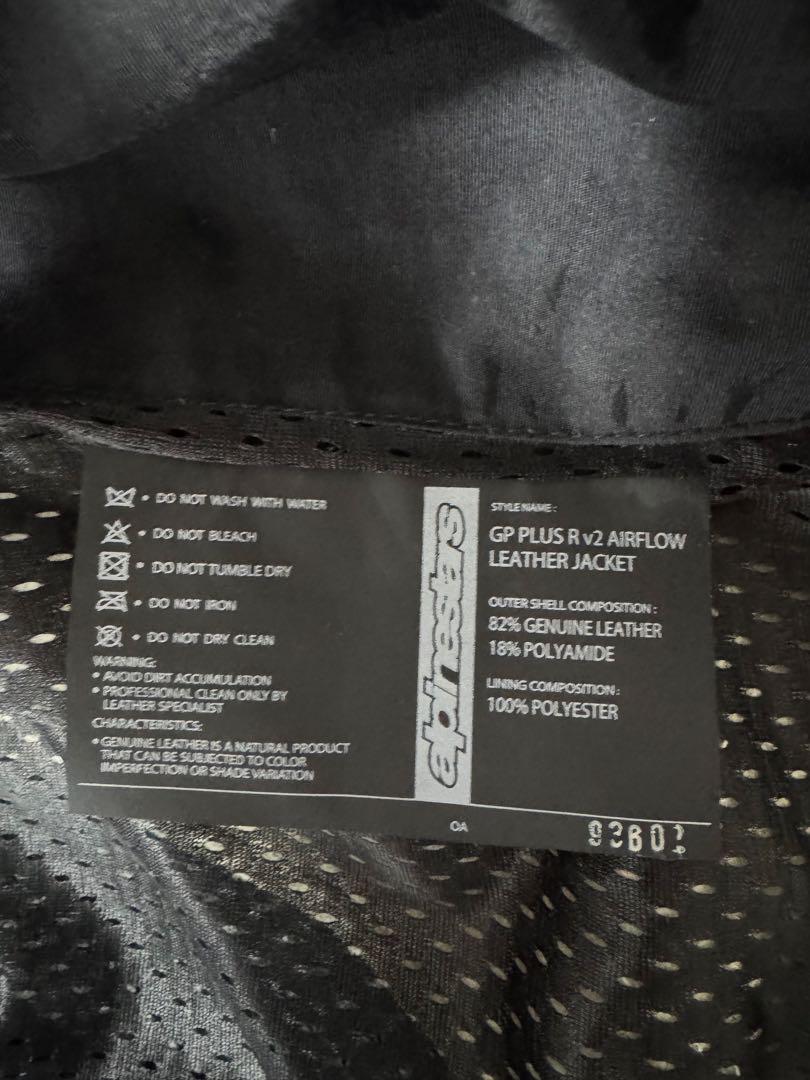 • DO NOT WASH WITH WATER
• DO NOT BLEACH
• DO NOT TUMBLE DRY
• DO NOT IRON
• DO NOT DRY CLEAN
WARNING:
• AVOID DIRT ACCUMULATION
• PROFESSIONAL CLEAN ONLY BY
LEATHER SPECIALIST
CHARACTERISTICS:
• GENUINE LEATHER IS A NATURAL PRODUCT
THAT CAN BE SUBJECTED TO COLOR
IMPERFECTION OR SHADE VARIATION
alpinestars
STYLE NAME :
GP PLUS R v2 AIRFLOW
LEATHER JACKET
OUTER SHELL COMPOSITION :
82% GENUINE LEATHER
18% POLYAMIDE
LINING COMPOSITION :
100% POLYESTER
OA